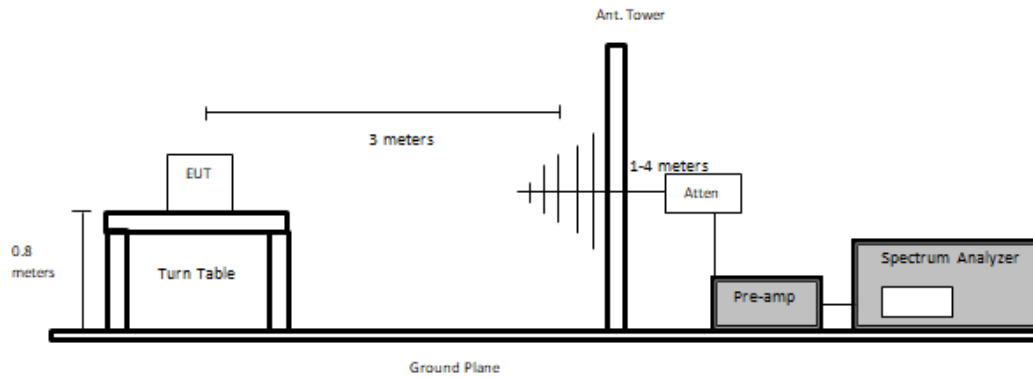 Ant. Tower
3 meters
1-4 meters
EUT
Atten
0.8
meters
Turn Table
Spectrum Analyzer
Pre-amp
Ground Plane